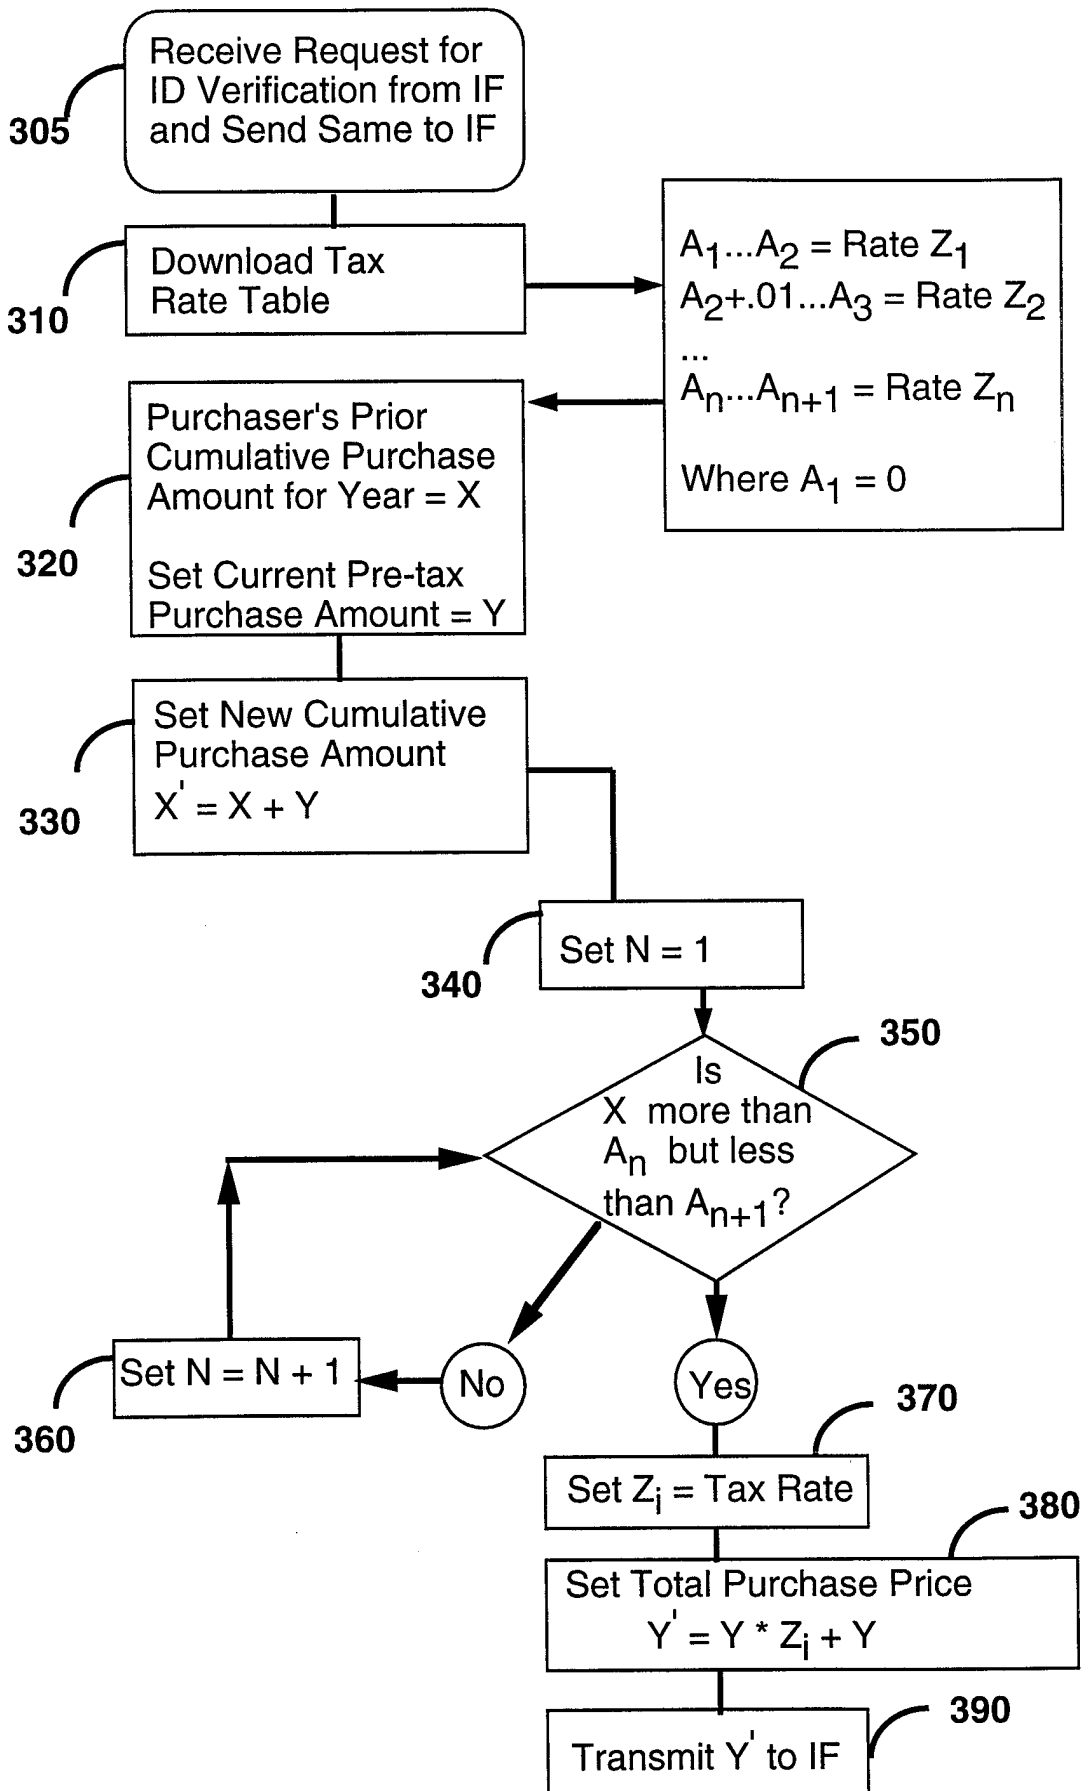 Receive Request for
ID Verification from IF
and Send Same to IF
305
Download Tax
Rate Table
310
A1...A2 = Rate Z1
A2+.01...A3 = Rate Z2
...
An...An+1 = Rate Zn
Where A1 = 0
Purchaser's Prior
Cumulative Purchase
Amount for Year = X
Set Current Pre-tax
Purchase Amount = Y
320
Set New Cumulative
Purchase Amount
X' = X + Y
330
Set N = 1
340
350
Is
X more than
An but less
than An+1?
Set N = N + 1
No
Yes
360
370
Set Zi = Tax Rate
380
Set Total Purchase Price
Y' = Y * Zi + Y
390
Transmit Y' to IF